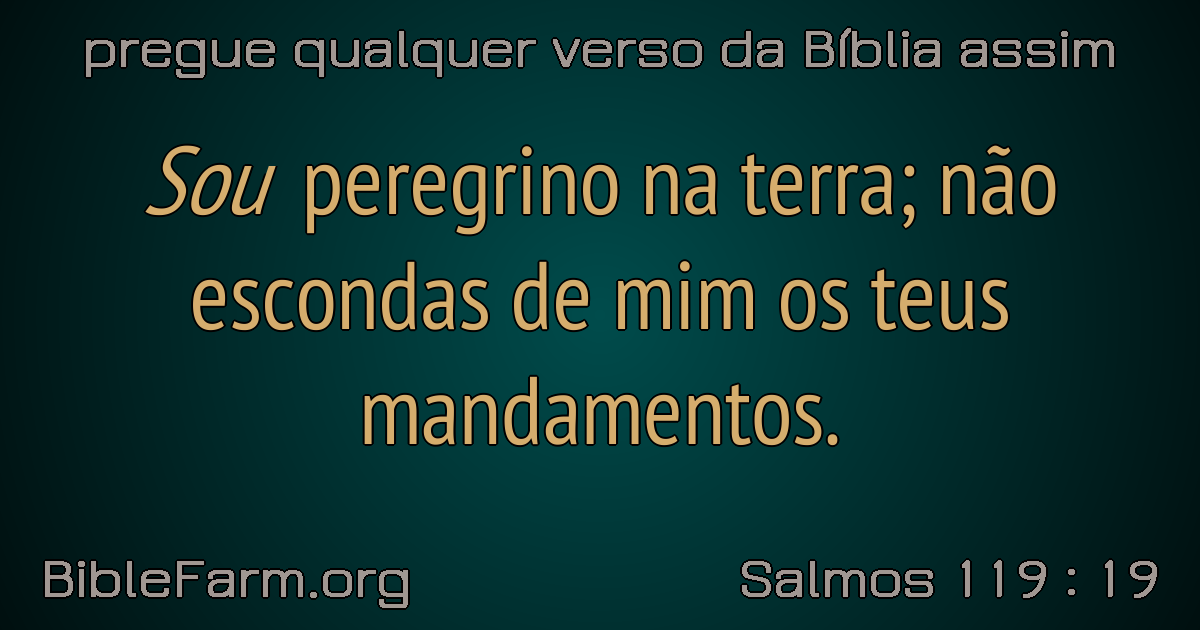 pregue qualquer verso da Bíblia assim
Sou peregrino na terra; não
escondas de mim os teus
mandamentos.
BibleFarm.org
Salmos 119 : 19